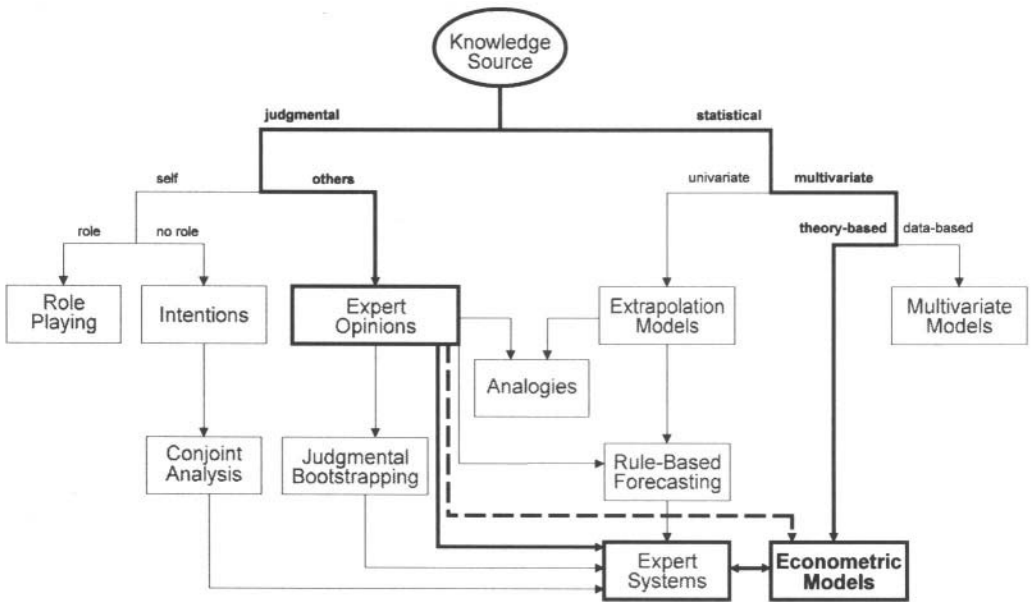 Knowledge
Source
judgmental
statistical
self
others
univariate
multivariate
role
no role
theory-based
data-based
Role
Playing
Intentions
Expert
Opinions
Extrapolation
Models
Multivariate
Models
Analogies
Conjoint
Analysis
Judgmental
Bootstrapping
Rule-Based
Forecasting
Expert
Systems
Econometric
Models